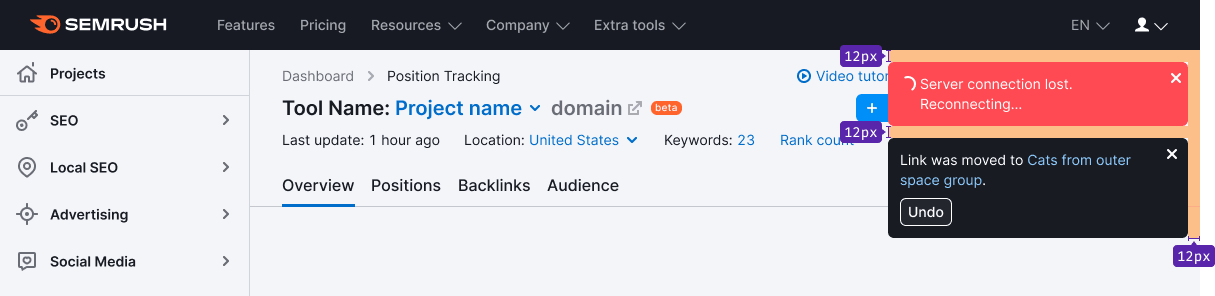 SEMRUSH Features Pricing Resources Company Extra tools EN
Projects
SEO
Local SEO
Advertising
Social Media
Dashboard Position Tracking Video tutor
Tool Name: Project name domain beta
+
Last update: 1 hour ago Location: United States Keywords: 23 Rank count
Overview Positions Backlinks Audience
12px
Server connection lost.
Reconnecting...
12px
Link was moved to Cats from outer
space group.
Undo
12px